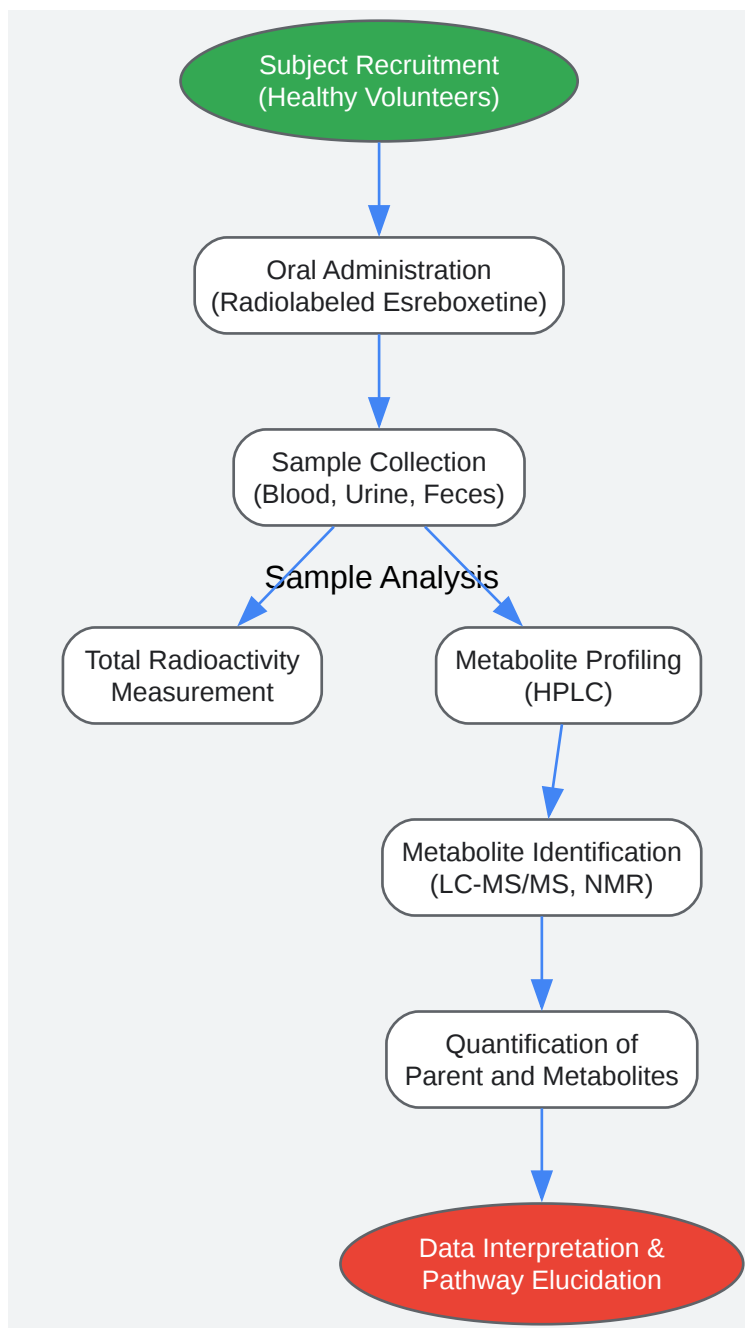 Subject Recruitment
(Healthy Volunteers)
Oral Administration
(Radiolabeled Esreboxetine)
Sample Collection
(Blood, Urine, Feces)
Sample Analysis
Total Radioactivity
Measurement
Metabolite Profiling
(HPLC)
Metabolite Identification
(LC-MS/MS, NMR)
Quantification of
Parent and Metabolites
Data Interpretation &
Pathway Elucidation